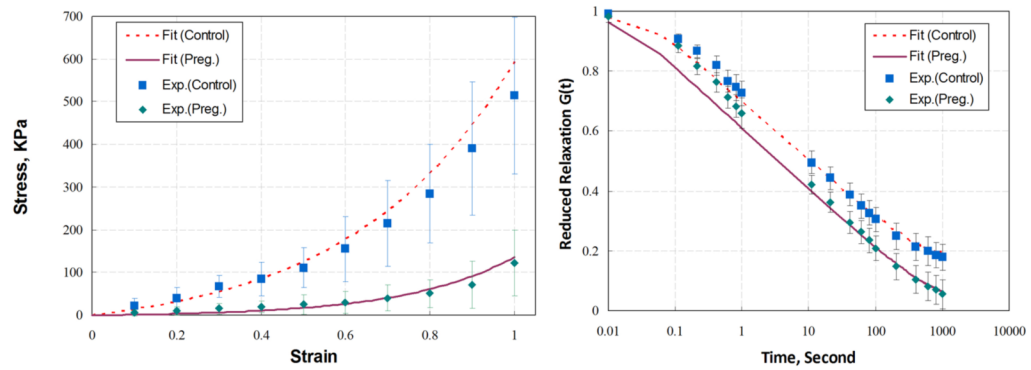 700
600
500
400
300
200
100
0
Stress, KPa
Fit (Control)
Fit (Preg.)
Exp.(Control)
Exp.(Preg.)
0 0.2 0.4 0.6 0.8 1
Strain
1
0.8
0.6
0.4
0.2
0
Reduced Relaxation G(t)
Fit (Control)
Fit (Preg.)
Exp.(Control)
Exp.(Preg.)
0.01 0.1 1 10 100 1000 10000
Time, Second